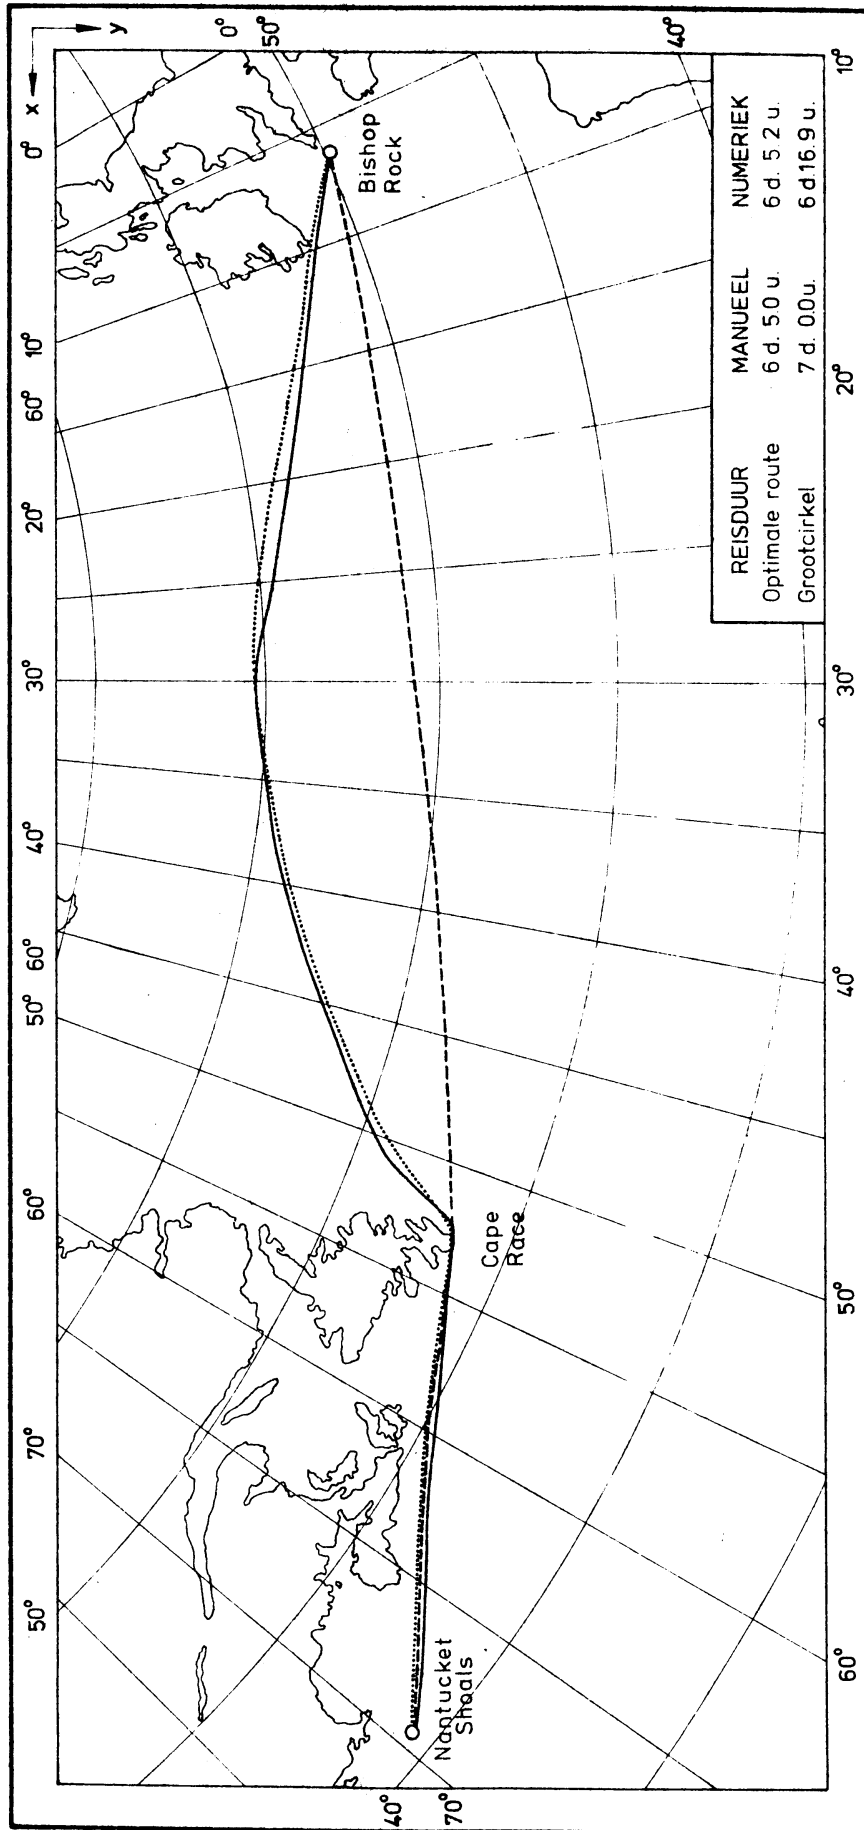 x
y
50° 70° 60° 50° 60° 40° 30° 20° 60° 10° 0°
0°
50°
40°
40°
70°
60° 50° 40° 30° 20° 10°
Nantucket
Shoals
Cape
Race
Bishop
Rock
REISDUUR MANUEEL NUMERIEK
Optimale route 6 d. 5.0 u. 6 d. 5.2 u.
Grootcirkel 7 d. 0.0 u. 6 d. 16.9 u.